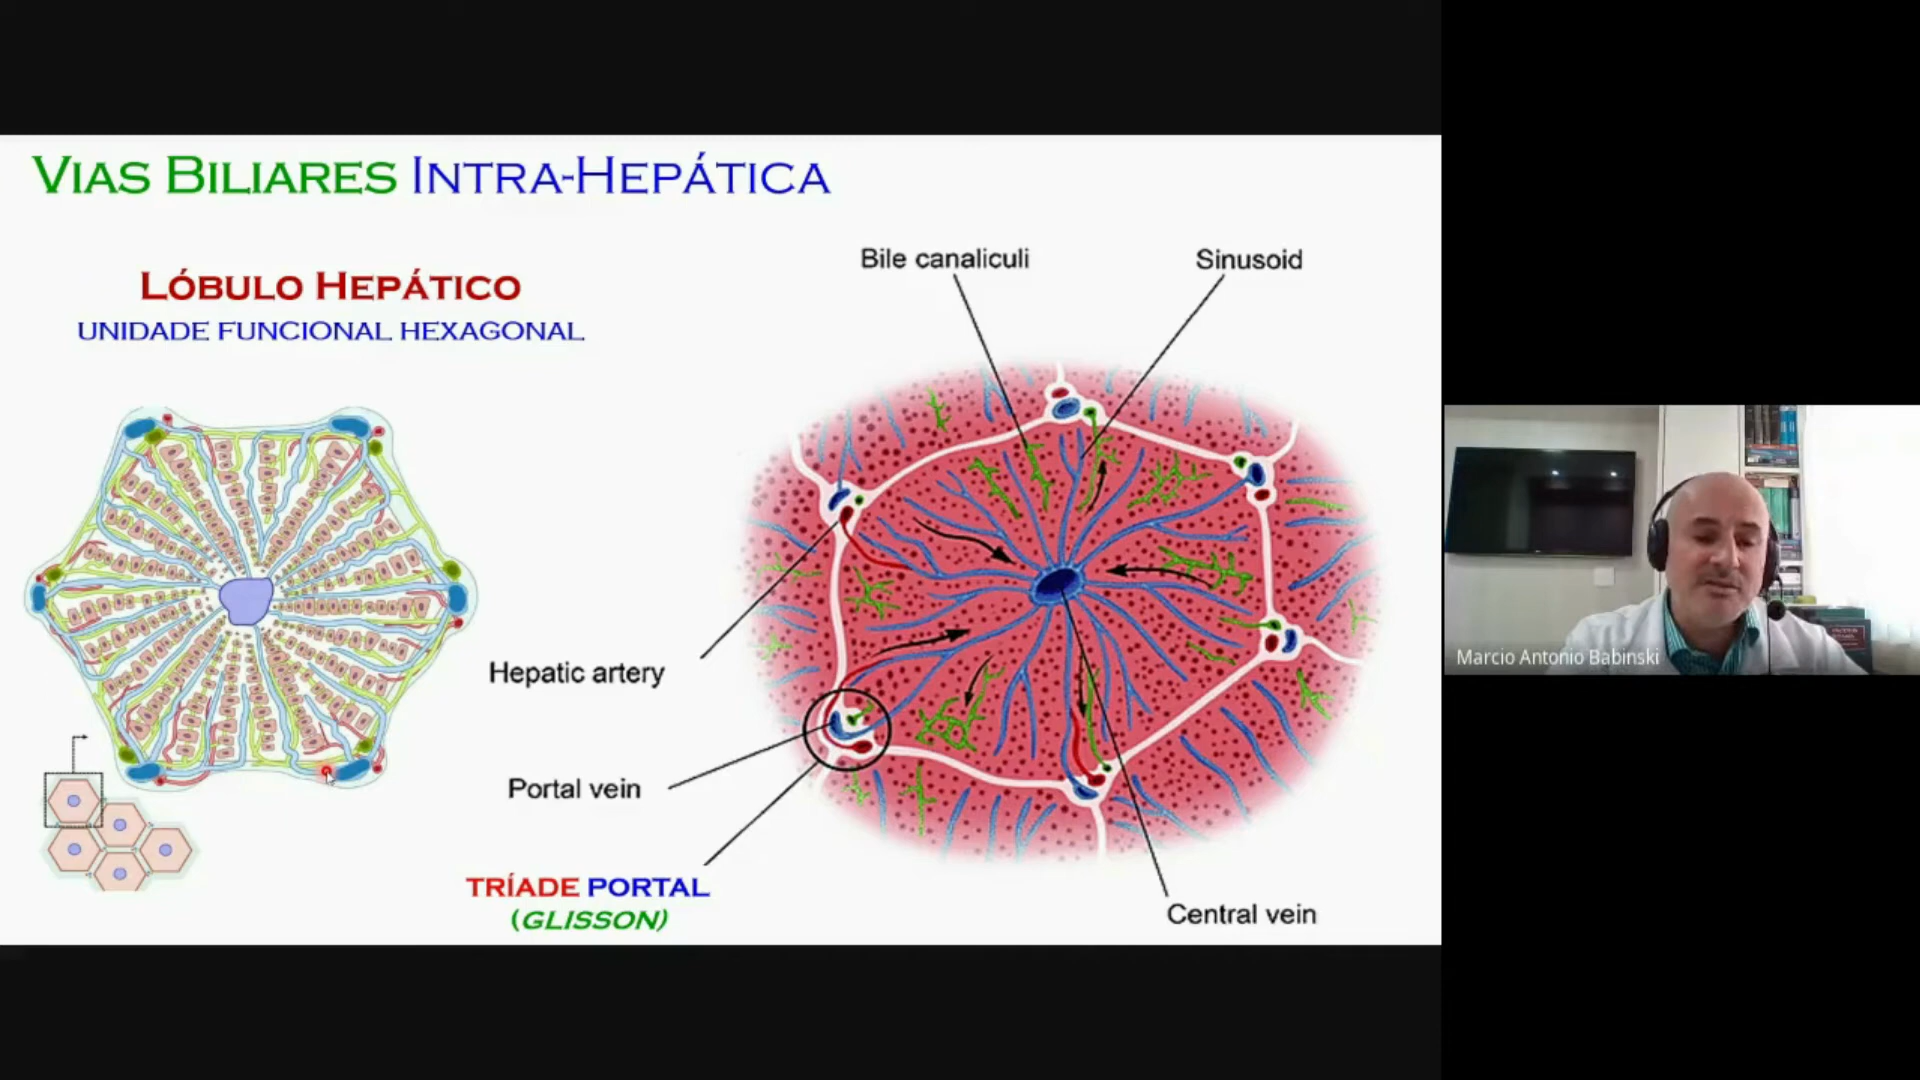 VIAS BILIARES INTRA-HEPÁTICA
LÓBULO HEPÁTICO
UNIDADE FUNCIONAL HEXAGONAL
Bile canaliculi
Sinusoid
Hepatic artery
Portal vein
TRÍADE PORTAL
(GLISSON)
Central vein
Marcio Antonio Babinski